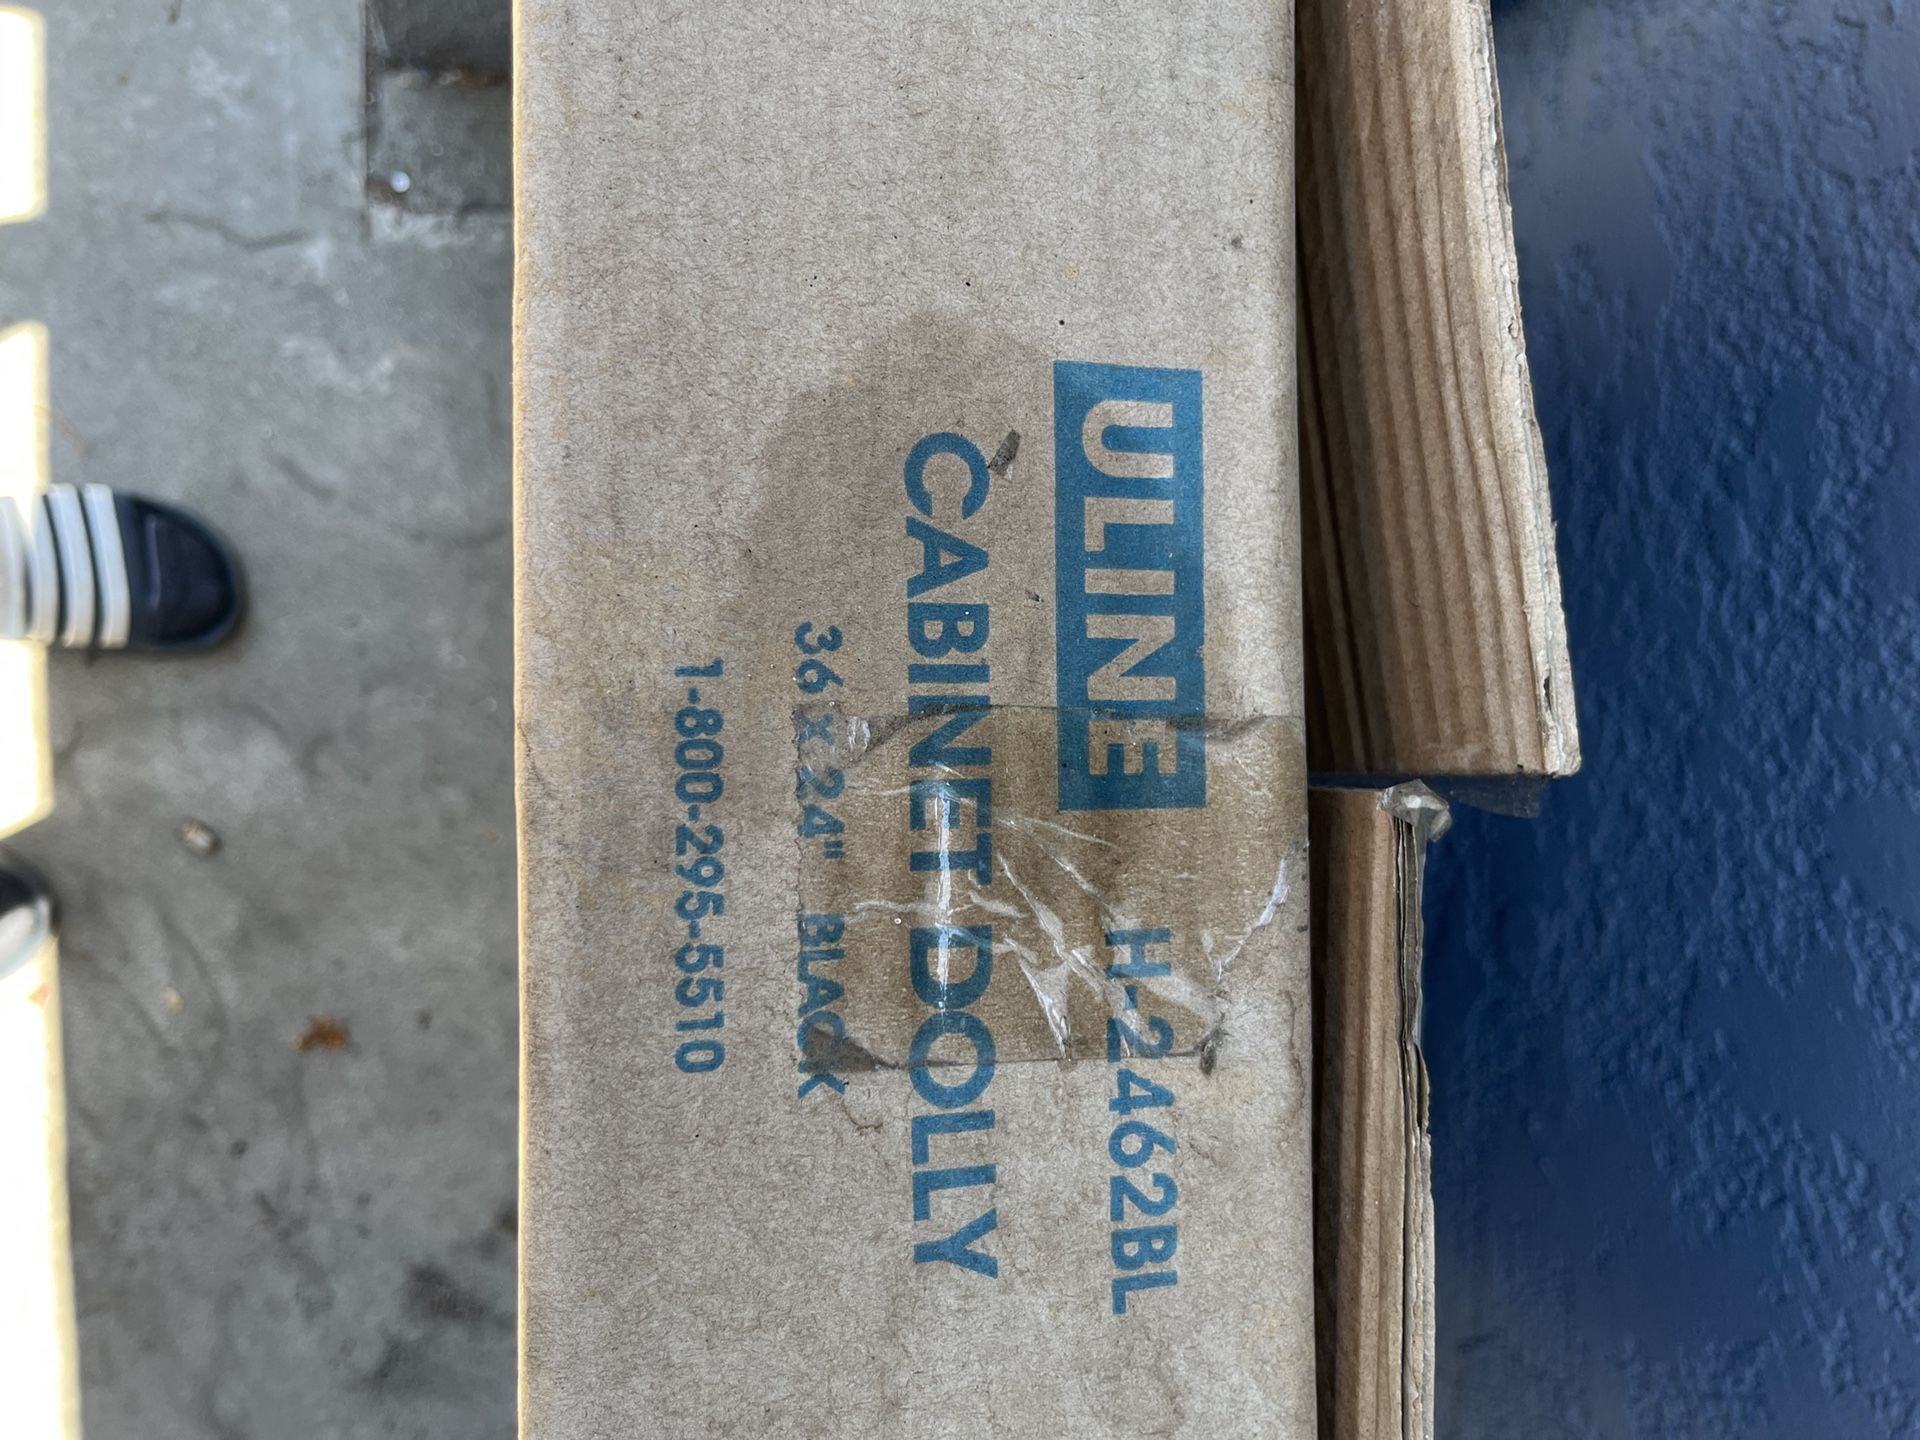 ULINE H-2462BL
CABINET DOLLY
36 x 24" BLACK
1-800-295-5510